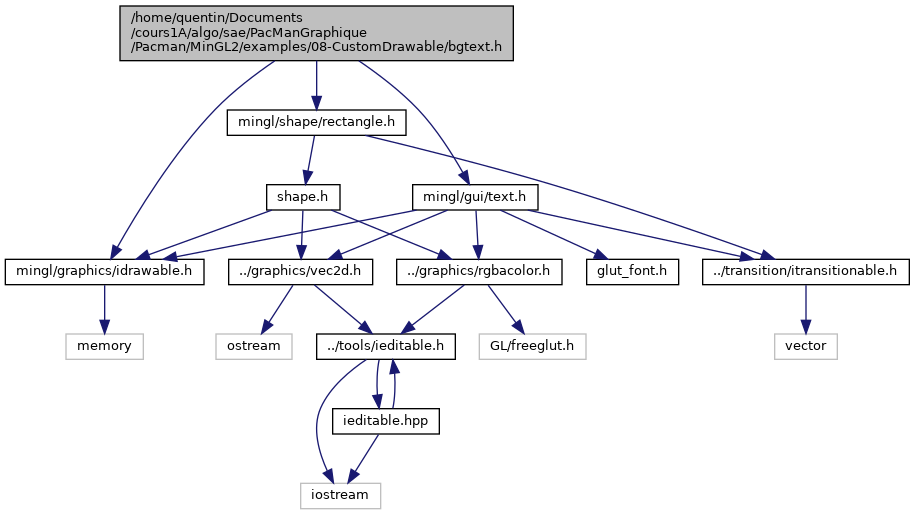 /home/quentin/Documents
/cours1A/algo/sae/PacManGraphique
/Pacman/MinGL2/examples/08-CustomDrawable/bgtext.h
mingl/shape/rectangle.h
shape.h
mingl/gui/text.h
mingl/graphics/idrawable.h
../graphics/vec2d.h
../graphics/rgbacolor.h
glut_font.h
../transition/itransitionable.h
memory
ostream
../tools/ieditable.h
GL/freeglut.h
vector
ieditable.hpp
iostream